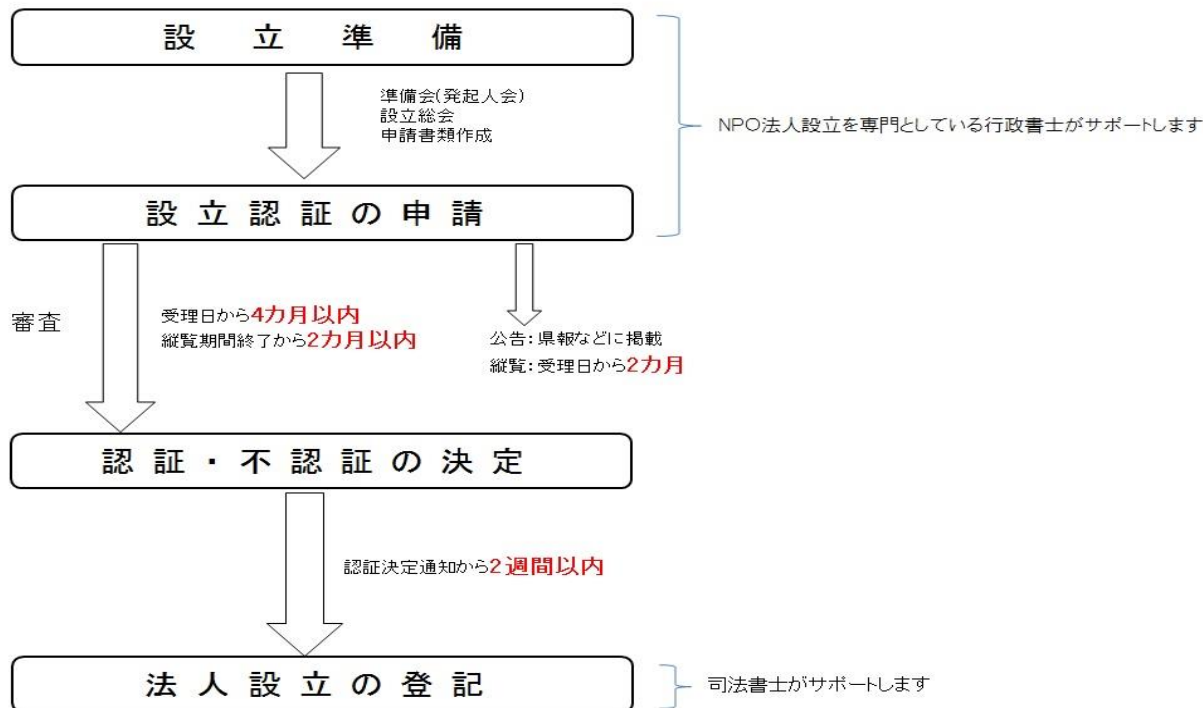 設立準備
準備会(発起人会)
設立総会
申請書類作成
NPO法人設立を専門としている行政書士がサポートします
設立認証の申請
審査
受理日から4カ月以内
縦覧期間終了から2カ月以内
公告:県報などに掲載
縦覧:受理日から2カ月
認証・不認証の決定
認証決定通知から2週間以内
法人設立の登記
司法書士がサポートします